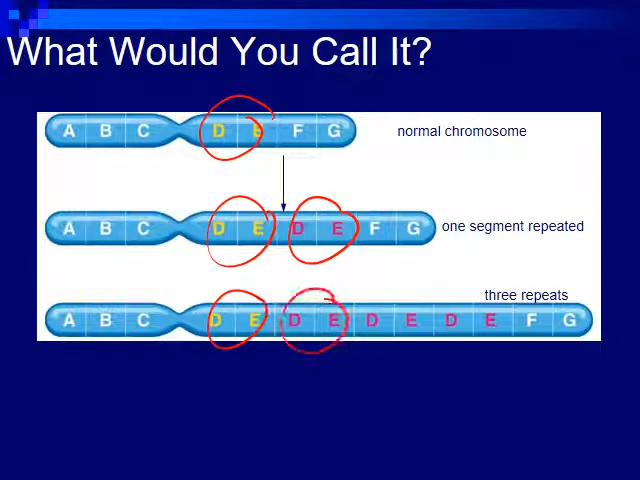 What Would You Call It?
A B C D E F G
normal chromosome
A B C D E D E F G
one segment repeated
three repeats
A B C D E D E D E D E F G